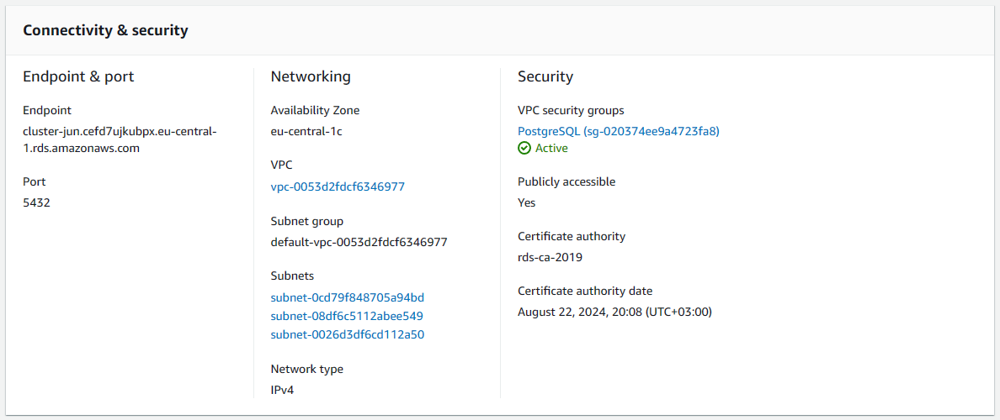 Connectivity & security
Endpoint & port
Endpoint
cluster-jun.cefd7ujkubpx.eu-central-
1.rds.amazonaws.com
Port
5432
Networking
Availability Zone
eu-central-1c
VPC
vpc-0053d2fdcf6346977
Subnet group
default-vpc-0053d2fdcf6346977
Subnets
subnet-0cd79f848705a94bd
subnet-08df6c5112abee549
subnet-0026d3df6cd112a50
Network type
IPv4
Security
VPC security groups
PostgreSQL (sg-020374ee9a4723fa8)
Active
Publicly accessible
Yes
Certificate authority
rds-ca-2019
Certificate authority date
August 22, 2024, 20:08 (UTC+03:00)